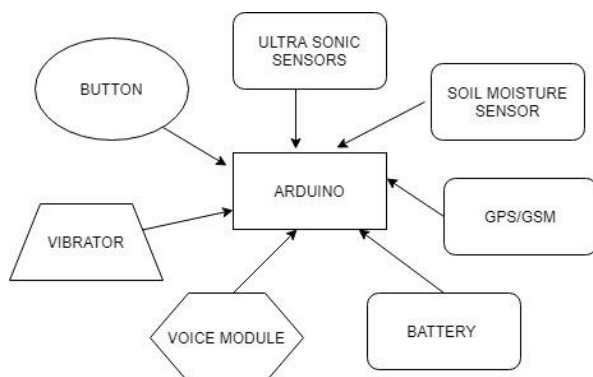 ULTRA SONIC
SENSORS
BUTTON
SOIL MOISTURE
SENSOR
ARDUINO
GPS/GSM
VIBRATOR
VOICE MODULE
BATTERY